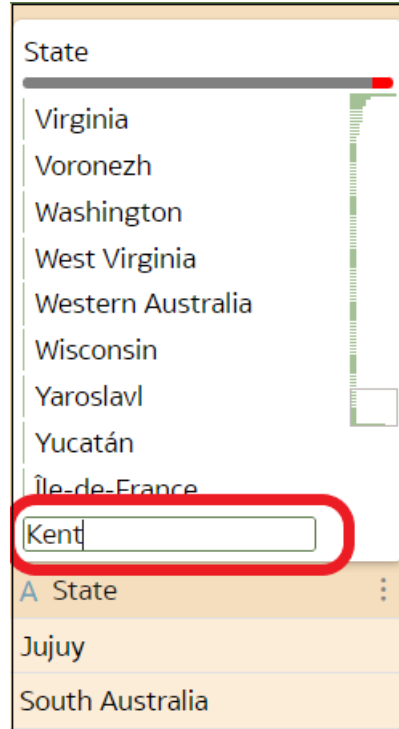 State
Virginia
Voronezh
Washington
West Virginia
Western Australia
Wisconsin
Yaroslavl
Yucatán
Île-de-France
Kent
A State
Jujuy
South Australia